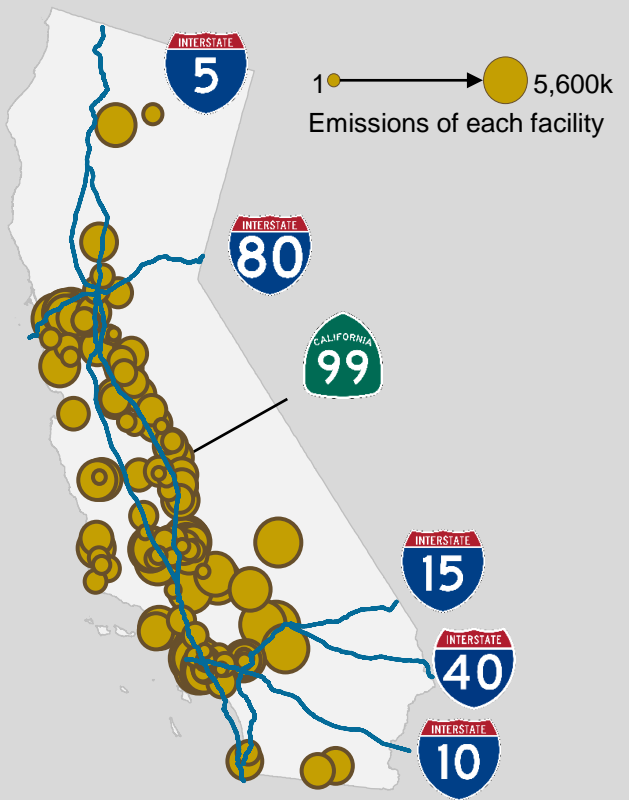 INTERSTATE
5
1
5,600k
Emissions of each facility
INTERSTATE
80
CALIFORNIA
99
INTERSTATE
15
INTERSTATE
40
INTERSTATE
10